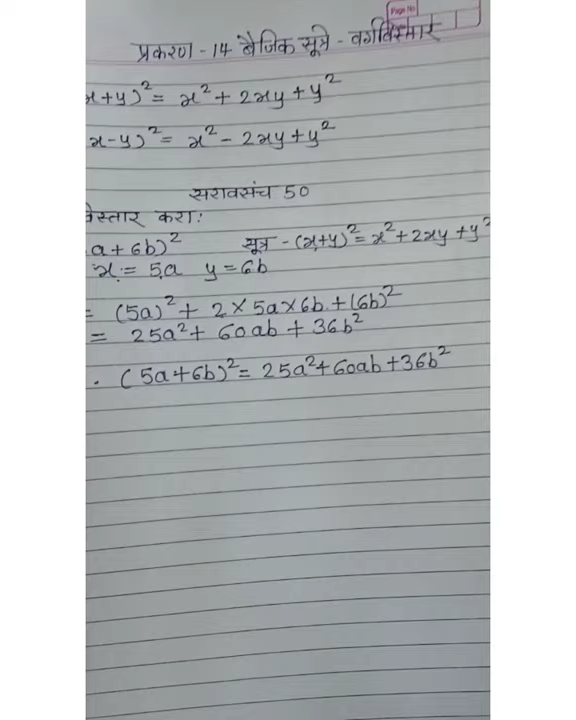 Page No
प्रकरण - 14 बैजिक सूत्रे - वर्गविस्तार
x+y)² = x² + 2xy + y²
x-y)² = x² - 2xy + y²
सरावसंच 50
वेस्तार करा:
a + 6b)² सूत्र - (x+y)² = x² + 2xy + y²
x = 5a y = 6b
= (5a)² + 2 × 5a × 6b + (6b)²
= 25a² + 60ab + 36b²
. (5a+6b)² = 25a² + 60ab + 36b²